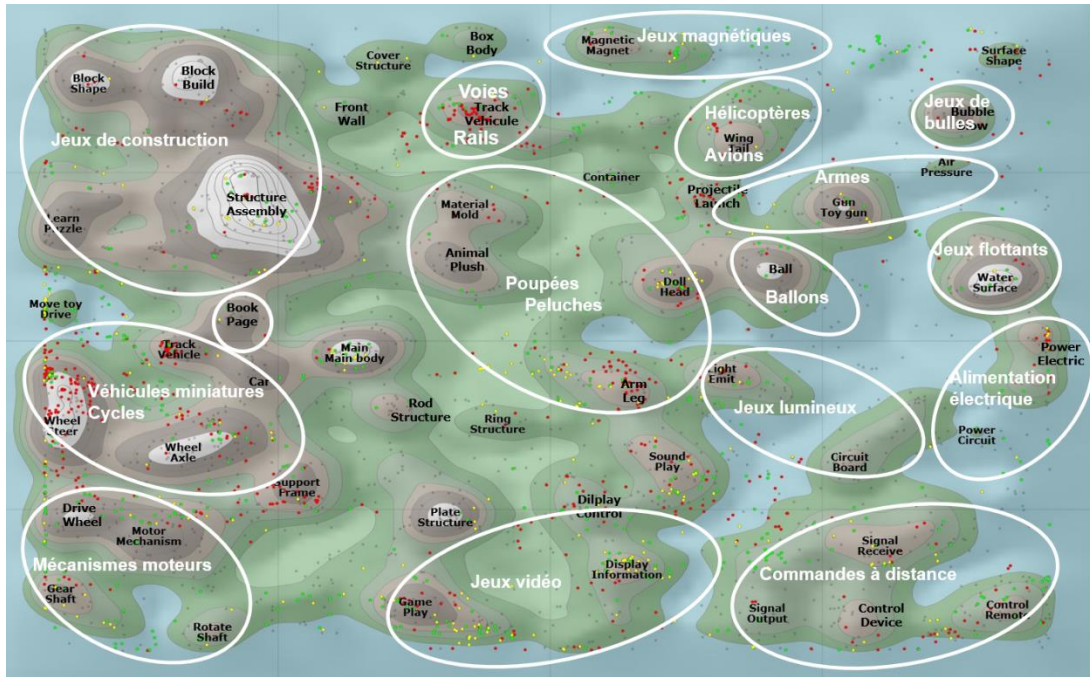 Box
Body
Cover
Structure
Magnetic
Magnet
Jeux magnétiques
Surface
Shape
Block
Shape
Block
Build
Front
Wall
Voies
Track
Vehicule
Rails
Hélicoptères
Wing
Tail
Avions
Jeux de
bulles
Bubble
Jeux de construction
Structure
Assembly
Learn
Puzzle
Container
Material
Mold
Projectile
Launch
Armes
Gun
Toy gun
Air
Pressure
Animal
Plush
Poupées
Peluches
Doll
Head
Ball
Ballons
Jeux flottants
Water
Surface
Move toy
Drive
Book
Page
Track
Vehicle
Main
Main body
Car
Véhicules miniatures
Cycles
Wheel
Steer
Wheel
Axle
Rod
Structure
Ring
Structure
Arm
Leg
Light
Emit
Jeux lumineux
Power
Electric
Alimentation
électrique
Power
Circuit
Circuit
Board
Support
Frame
Sound
Play
Dilplay
Control
Drive
Wheel
Motor
Mechanism
Plate
Structure
Mécanismes moteurs
Gear
Shaft
Rotate
Shaft
Jeux vidéo
Display
Information
Game
Play
Signal
Receive
Commandes à distance
Signal
Output
Control
Device
Control
Remote